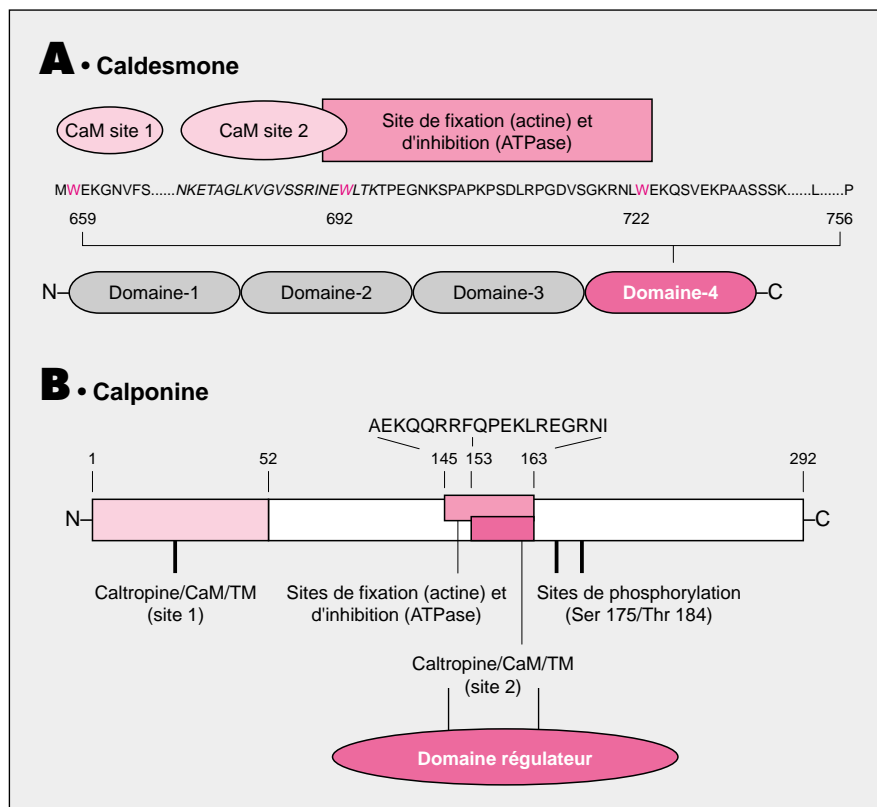 A • Caldesmone
CaM site 1
CaM site 2
Site de fixation (actine) et
d'inhibition (ATPase)
MWEKGNVFS......NKETAGLKVGVSSRINEWLTKTPEGNKSPAPKPSDLRPGDVSGKRNLWEKQSVEKPAASSSK.....L......P
659 692 722 756
N Domaine-1 Domaine-2 Domaine-3 Domaine-4 C
B • Calponine
AEKQQRRFQPEKLREGRNI
1 52 145 153 163 292
N C
Caltropine/CaM/TM
(site 1)
Sites de fixation (actine) et
d'inhibition (ATPase)
Sites de phosphorylation
(Ser 175/Thr 184)
Caltropine/CaM/TM
(site 2)
Domaine régulateur